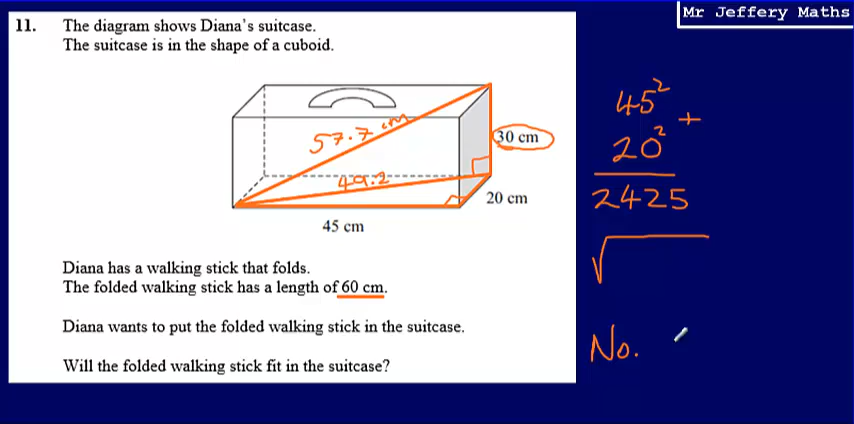 Mr Jeffery Maths
11. The diagram shows Diana's suitcase.
The suitcase is in the shape of a cuboid.
57.7 cm
30 cm
49.2
20 cm
45 cm
Diana has a walking stick that folds.
The folded walking stick has a length of 60 cm.
Diana wants to put the folded walking stick in the suitcase.
Will the folded walking stick fit in the suitcase?
45² +
20²
2425
√
No.